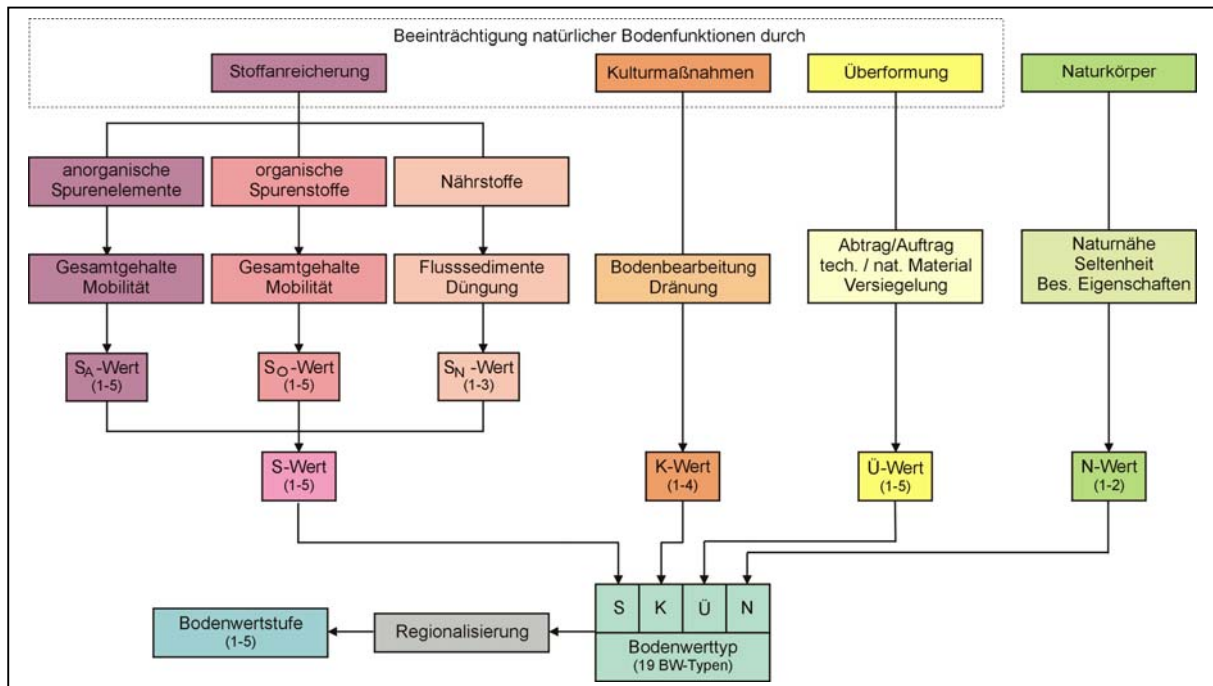 Beeinträchtigung natürlicher Bodenfunktionen durch
Stoffanreicherung
Kulturmaßnahmen
Überformung
Naturkörper
anorganische
Spurenelemente
organische
Spurenstoffe
Nährstoffe
Gesamtgehalte
Mobilität
Gesamtgehalte
Mobilität
Flusssedimente
Düngung
Bodenbearbeitung
Dränung
Abtrag/Auftrag
tech. / nat. Material
Versiegelung
Naturnähe
Seltenheit
Bes. Eigenschaften
SA-Wert
(1-5)
SO-Wert
(1-5)
SN-Wert
(1-3)
S-Wert
(1-5)
K-Wert
(1-4)
Ü-Wert
(1-5)
N-Wert
(1-2)
S K Ü N
Bodenwerttyp
(19 BW-Typen)
Regionalisierung
Bodenwertstufe
(1-5)